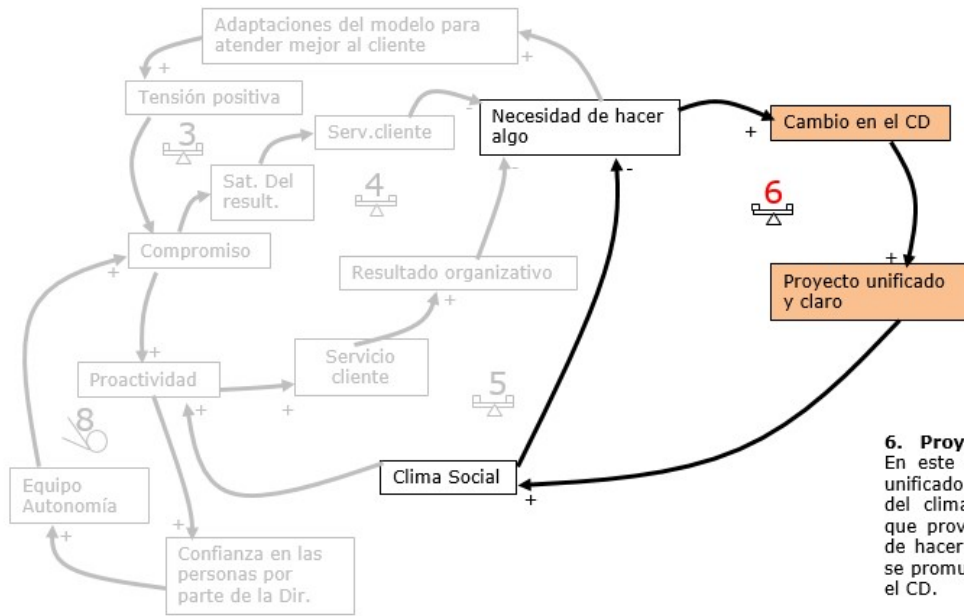 Adaptaciones del modelo para
atender mejor al cliente
+
+
Tensión positiva
3
Serv.cliente
-
Necesidad de hacer
algo
+
Cambio en el CD
Sat. Del
result.
4
-
-
6
Compromiso
+
Resultado organizativo
+
+
Proyecto unificado
y claro
+
Servicio
cliente
Proactividad
+
+
5
8
Clima Social
+
Equipo
Autonomía
+
+
Confianza en las
personas por
parte de la Dir.
6. Proy
En este
unificado
del clima
que prov
de hacer
se promu
el CD.